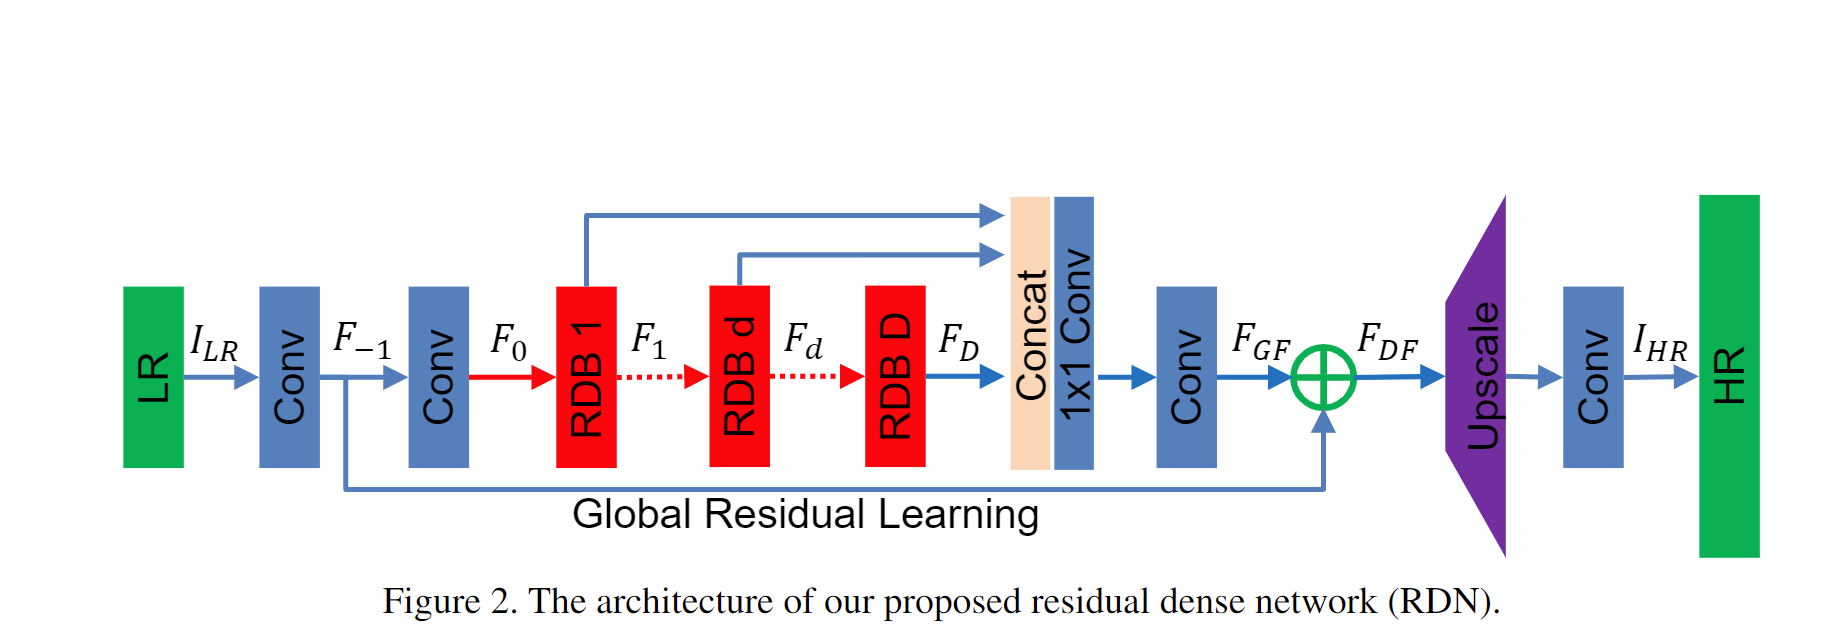 LR
I_{LR}
Conv
F_{-1}
Conv
F_0
RDB 1
F_1
RDB d
F_d
RDB D
F_D
Concat
1x1 Conv
Conv
F_{GF}
F_{DF}
Upscale
Conv
I_{HR}
HR
Global Residual Learning
Figure 2. The architecture of our proposed residual dense network (RDN).